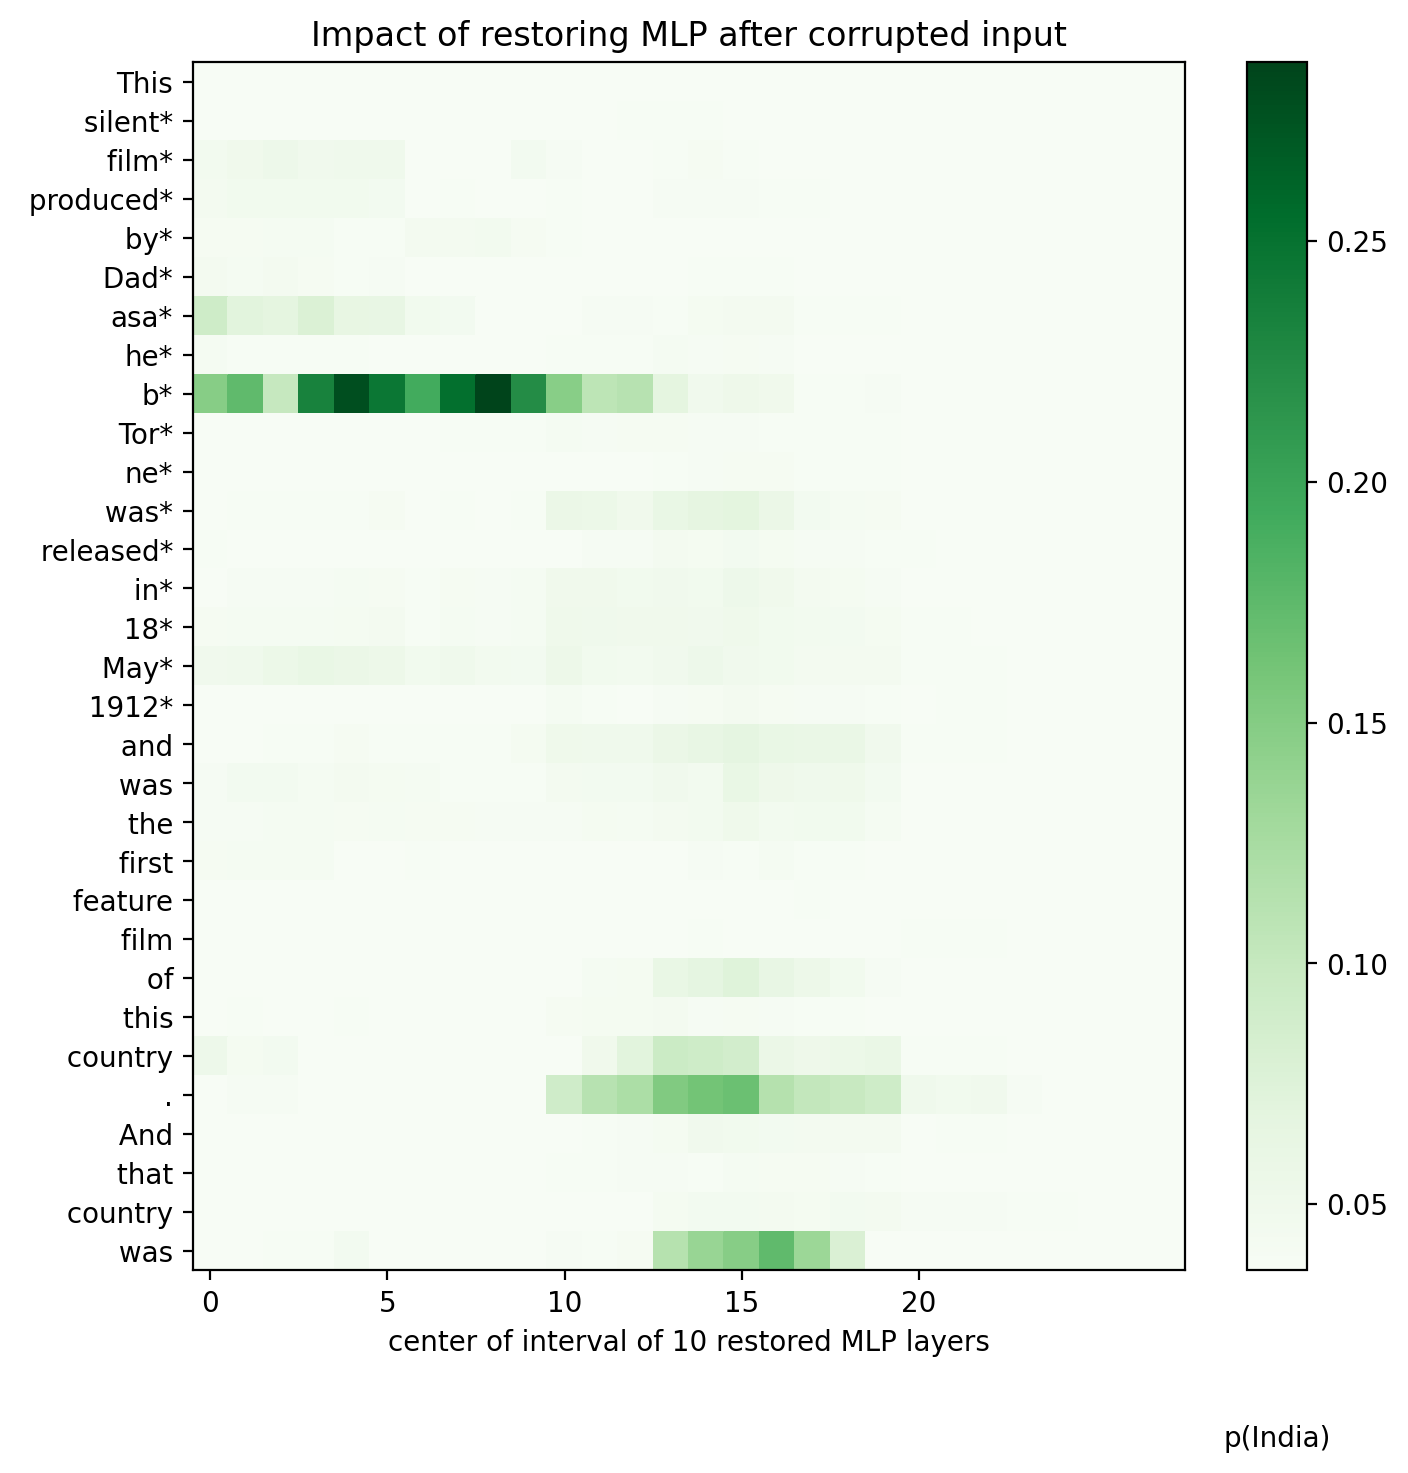 Impact of restoring MLP after corrupted input
This
silent*
film*
produced*
by*
Dad*
asa*
he*
b*
Tor*
ne*
was*
released*
in*
18*
May*
1912*
and
was
the
first
feature
film
of
this
country
.
And
that
country
was
0 5 10 15 20
center of interval of 10 restored MLP layers
0.25
0.20
0.15
0.10
0.05
p(India)